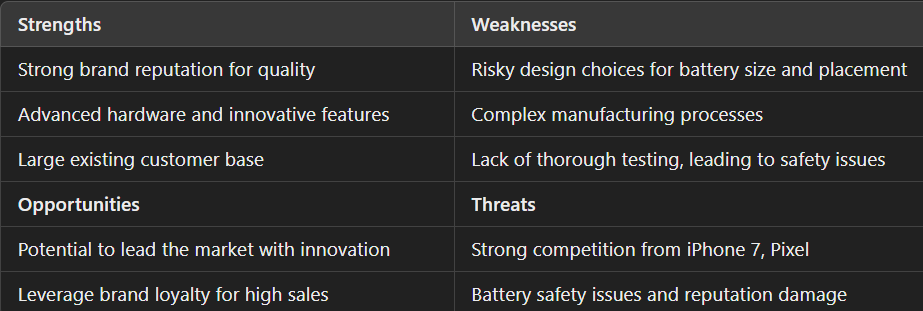 Strengths Weaknesses
Strong brand reputation for quality Risky design choices for battery size and placement
Advanced hardware and innovative features Complex manufacturing processes
Large existing customer base Lack of thorough testing, leading to safety issues
Opportunities Threats
Potential to lead the market with innovation Strong competition from iPhone 7, Pixel
Leverage brand loyalty for high sales Battery safety issues and reputation damage